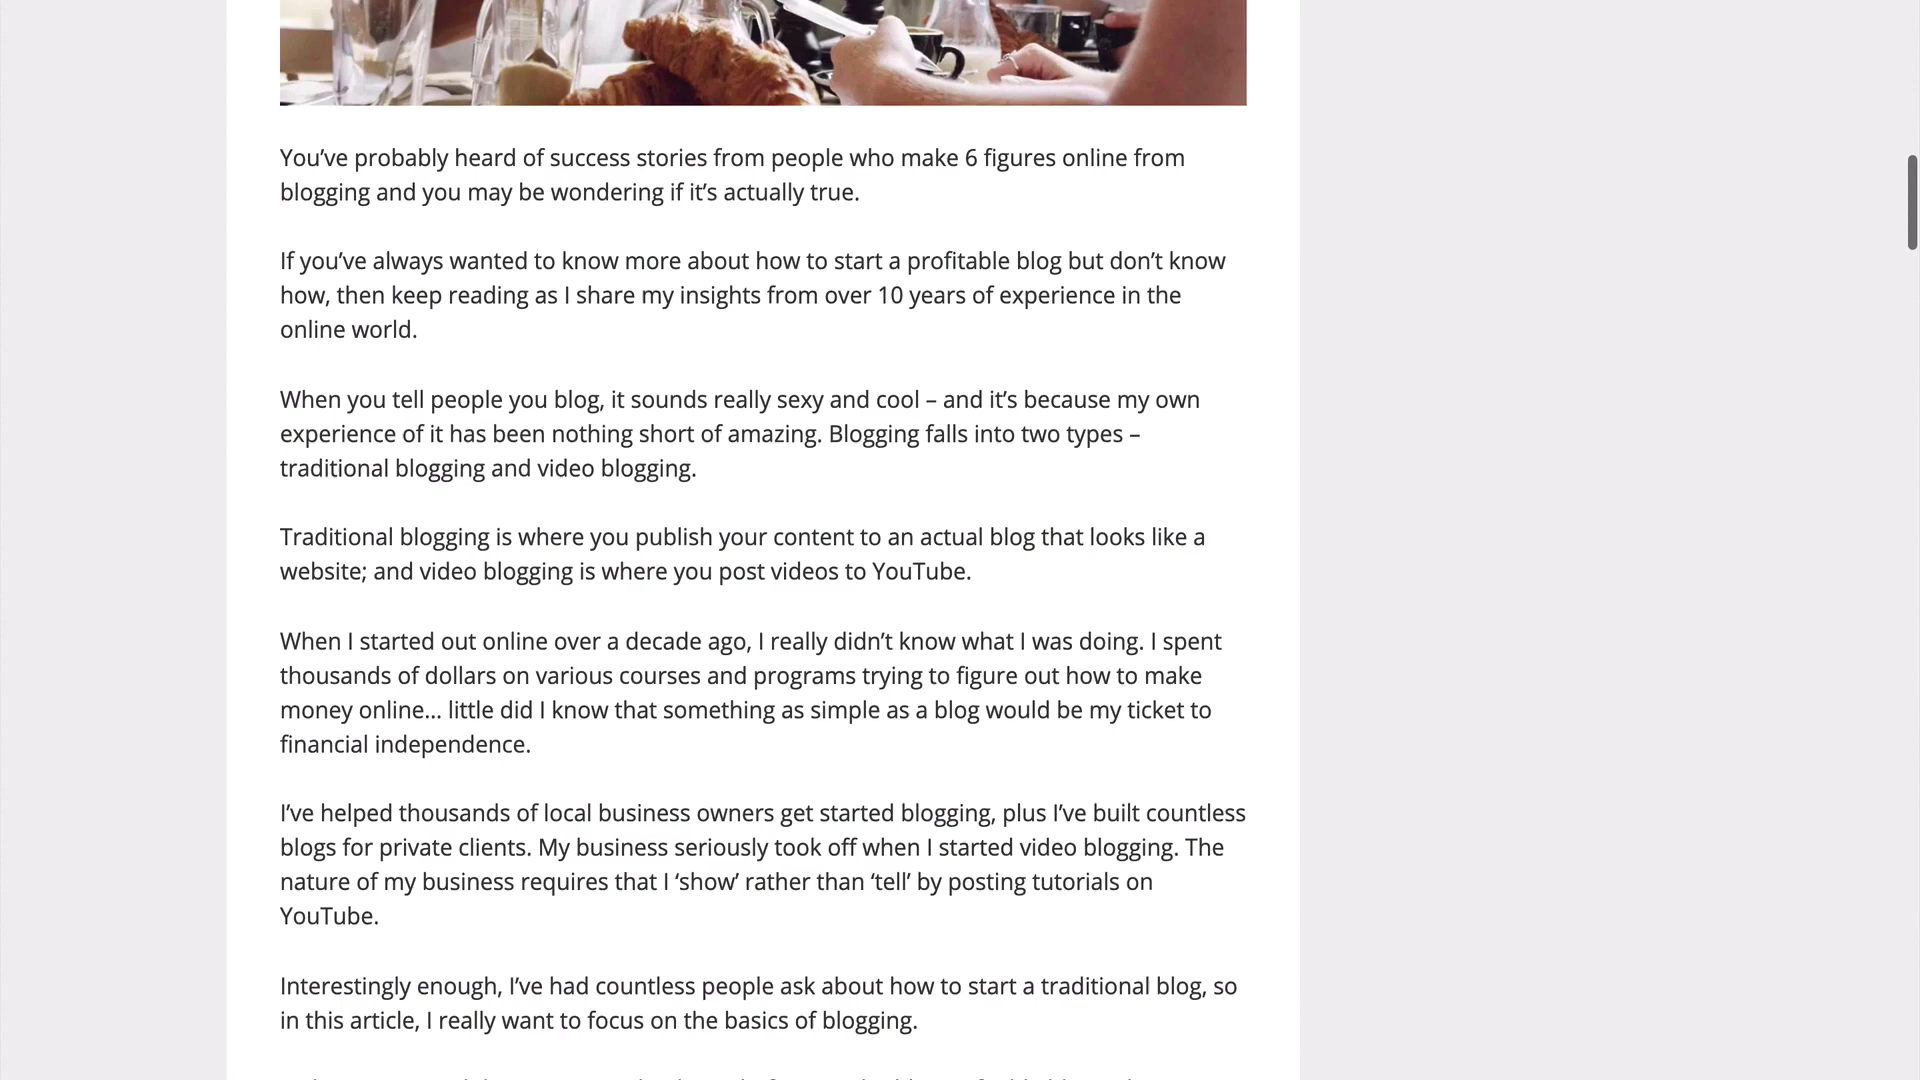 You’ve probably heard of success stories from people who make 6 figures online from
blogging and you may be wondering if it’s actually true.
If you’ve always wanted to know more about how to start a profitable blog but don’t know
how, then keep reading as I share my insights from over 10 years of experience in the
online world.
When you tell people you blog, it sounds really sexy and cool – and it’s because my own
experience of it has been nothing short of amazing. Blogging falls into two types –
traditional blogging and video blogging.
Traditional blogging is where you publish your content to an actual blog that looks like a
website; and video blogging is where you post videos to YouTube.
When I started out online over a decade ago, I really didn’t know what I was doing. I spent
thousands of dollars on various courses and programs trying to figure out how to make
money online… little did I know that something as simple as a blog would be my ticket to
financial independence.
I’ve helped thousands of local business owners get started blogging, plus I’ve built countless
blogs for private clients. My business seriously took off when I started video blogging. The
nature of my business requires that I ‘show’ rather than ‘tell’ by posting tutorials on
YouTube.
Interestingly enough, I’ve had countless people ask about how to start a traditional blog, so
in this article, I really want to focus on the basics of blogging.